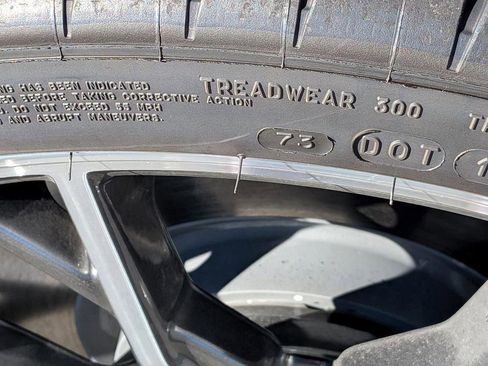 NG HAS BEEN INDICATED
ED BEFORE TAKING CORRECTIVE ACTION
DO NOT EXCEED 55 MPH
AND ABRUPT MANEUVERS.
TREADWEAR 300
73
DOT